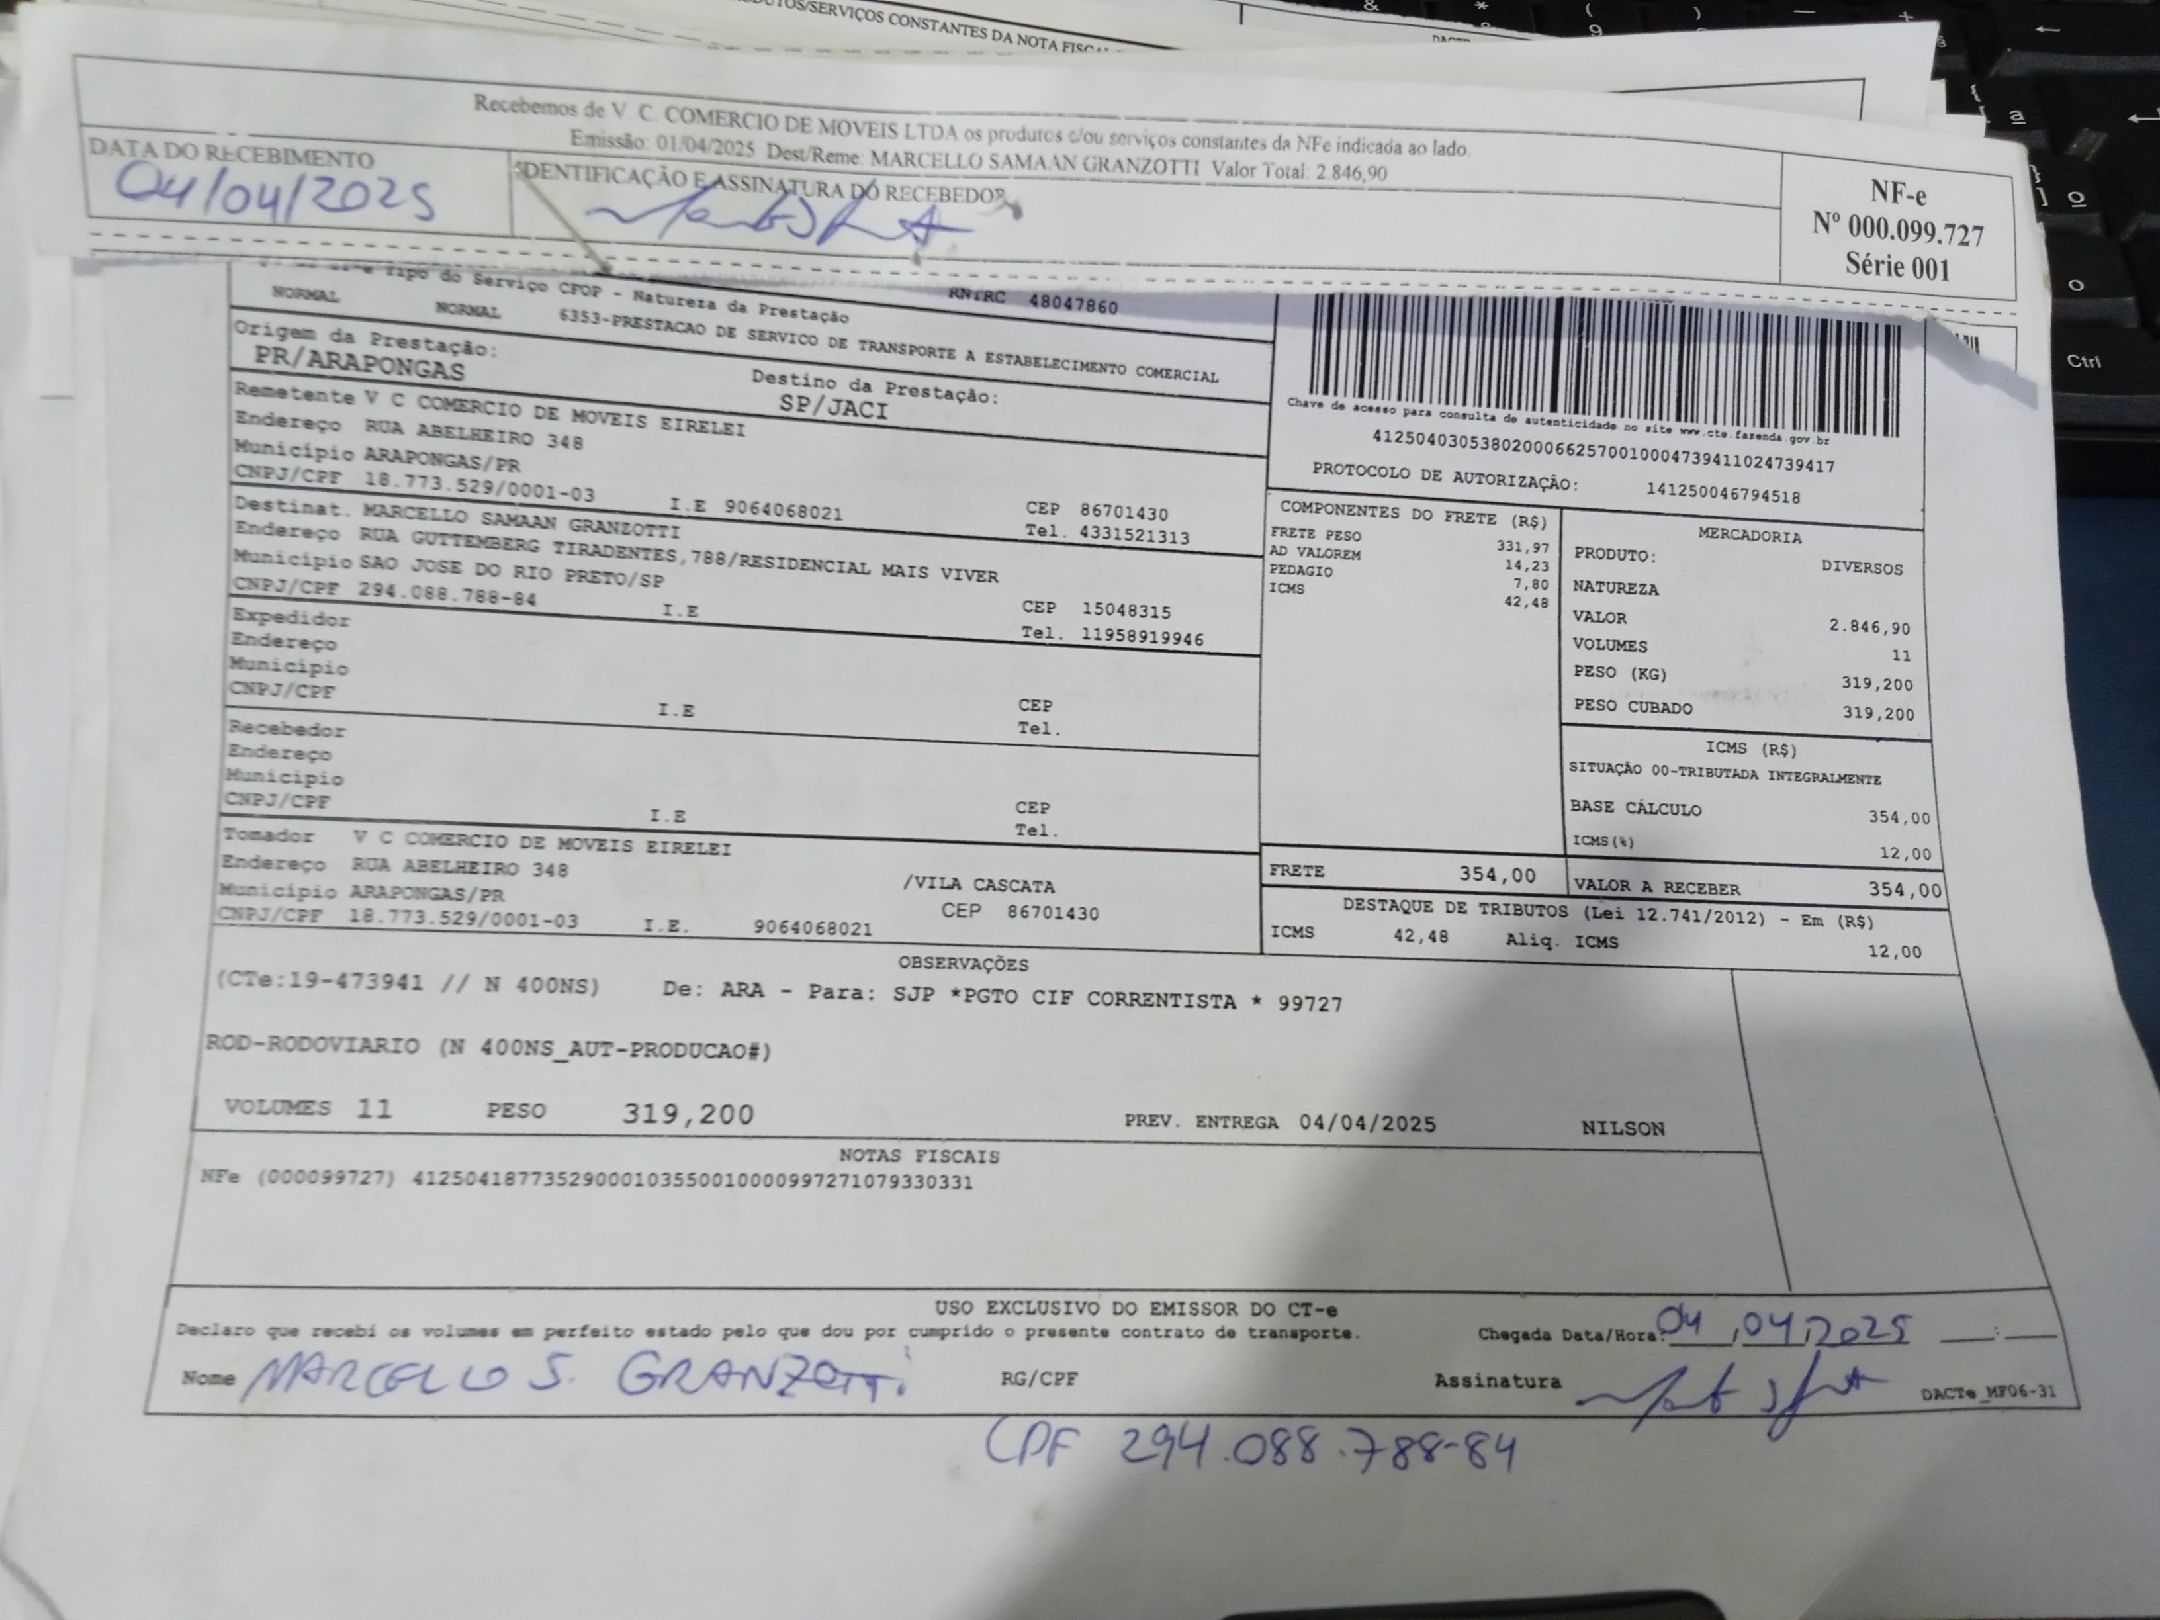 PRODUTOS/SERVIÇOS CONSTANTES DA NOTA FISCAL
Recebemos de V. C. COMERCIO DE MOVEIS LTDA os produtos e/ou serviços constantes da NFe indicada ao lado.
Emissão: 01/04/2025 Dest/Reme: MARCELLO SAMAAN GRANZOTTI Valor Total: 2.846,90
DATA DO RECEBIMENTO
04/04/2025
IDENTIFICAÇÃO E ASSINATURA DO RECEBEDOR
NF-e
Nº 000.099.727
Série 001
Tipo do Serviço CFOP - Natureza da Prestação
RNTRC 48047860
NORMAL NORMAL 6353-PRESTACAO DE SERVICO DE TRANSPORTE A ESTABELECIMENTO COMERCIAL
Origem da Prestação:
PR/ARAPONGAS
Destino da Prestação:
SP/JACI
Remetente V C COMERCIO DE MOVEIS EIRELEI
Endereço RUA ABELHEIRO 348
Município ARAPONGAS/PR CEP 86701430
CNPJ/CPF 18.773.529/0001-03 I.E 9064068021 Tel. 4331521313
Destinat. MARCELLO SAMAAN GRANZOTTI
Endereço RUA GUTTEMBERG TIRADENTES,788/RESIDENCIAL MAIS VIVER
Município SAO JOSE DO RIO PRETO/SP CEP 15048315
CNPJ/CPF 294.088.788-84 I.E Tel. 11958919946
Expedidor
Endereço
Município CEP
CNPJ/CPF I.E Tel.
Recebedor
Endereço
Município CEP
CNPJ/CPF I.E Tel.
Tomador V C COMERCIO DE MOVEIS EIRELEI
Endereço RUA ABELHEIRO 348 /VILA CASCATA
Município ARAPONGAS/PR CEP 86701430
CNPJ/CPF 18.773.529/0001-03 I.E. 9064068021
Chave de acesso para consulta de autenticidade no site www.cte.fazenda.gov.br
41250403053802000662570010004739411024739417
PROTOCOLO DE AUTORIZAÇÃO: 141250046794518
COMPONENTES DO FRETE (R$)
FRETE PESO 331,97
AD VALOREM 14,23
PEDAGIO 7,80
ICMS 42,48
MERCADORIA
PRODUTO: DIVERSOS
NATUREZA
VALOR 2.846,90
VOLUMES 11
PESO (KG) 319,200
PESO CUBADO 319,200
ICMS (R$)
SITUAÇÃO 00-TRIBUTADA INTEGRALMENTE
BASE CÁLCULO 354,00
ICMS(%) 12,00
FRETE 354,00
VALOR A RECEBER 354,00
DESTAQUE DE TRIBUTOS (Lei 12.741/2012) - Em (R$)
ICMS 42,48 Aliq. ICMS 12,00
OBSERVAÇÕES
(CTe:19-473941 // N 400NS) De: ARA - Para: SJP *PGTO CIF CORRENTISTA * 99727
ROD-RODOVIARIO (N 400NS_AUT-PRODUCAO#)
VOLUMES 11 PESO 319,200 PREV. ENTREGA 04/04/2025 NILSON
NOTAS FISCAIS
NFe (000099727) 41250418773529000103550010000997271079330331
USO EXCLUSIVO DO EMISSOR DO CT-e
Declaro que recebi os volumes em perfeito estado pelo que dou por cumprido o presente contrato de transporte.
Chegada Data/Hora: 04/04/2025 __:__
Nome MARCELLO S. GRANZOTTI RG/CPF Assinatura
DACTe_MF06-31
CPF 294.088.788-84